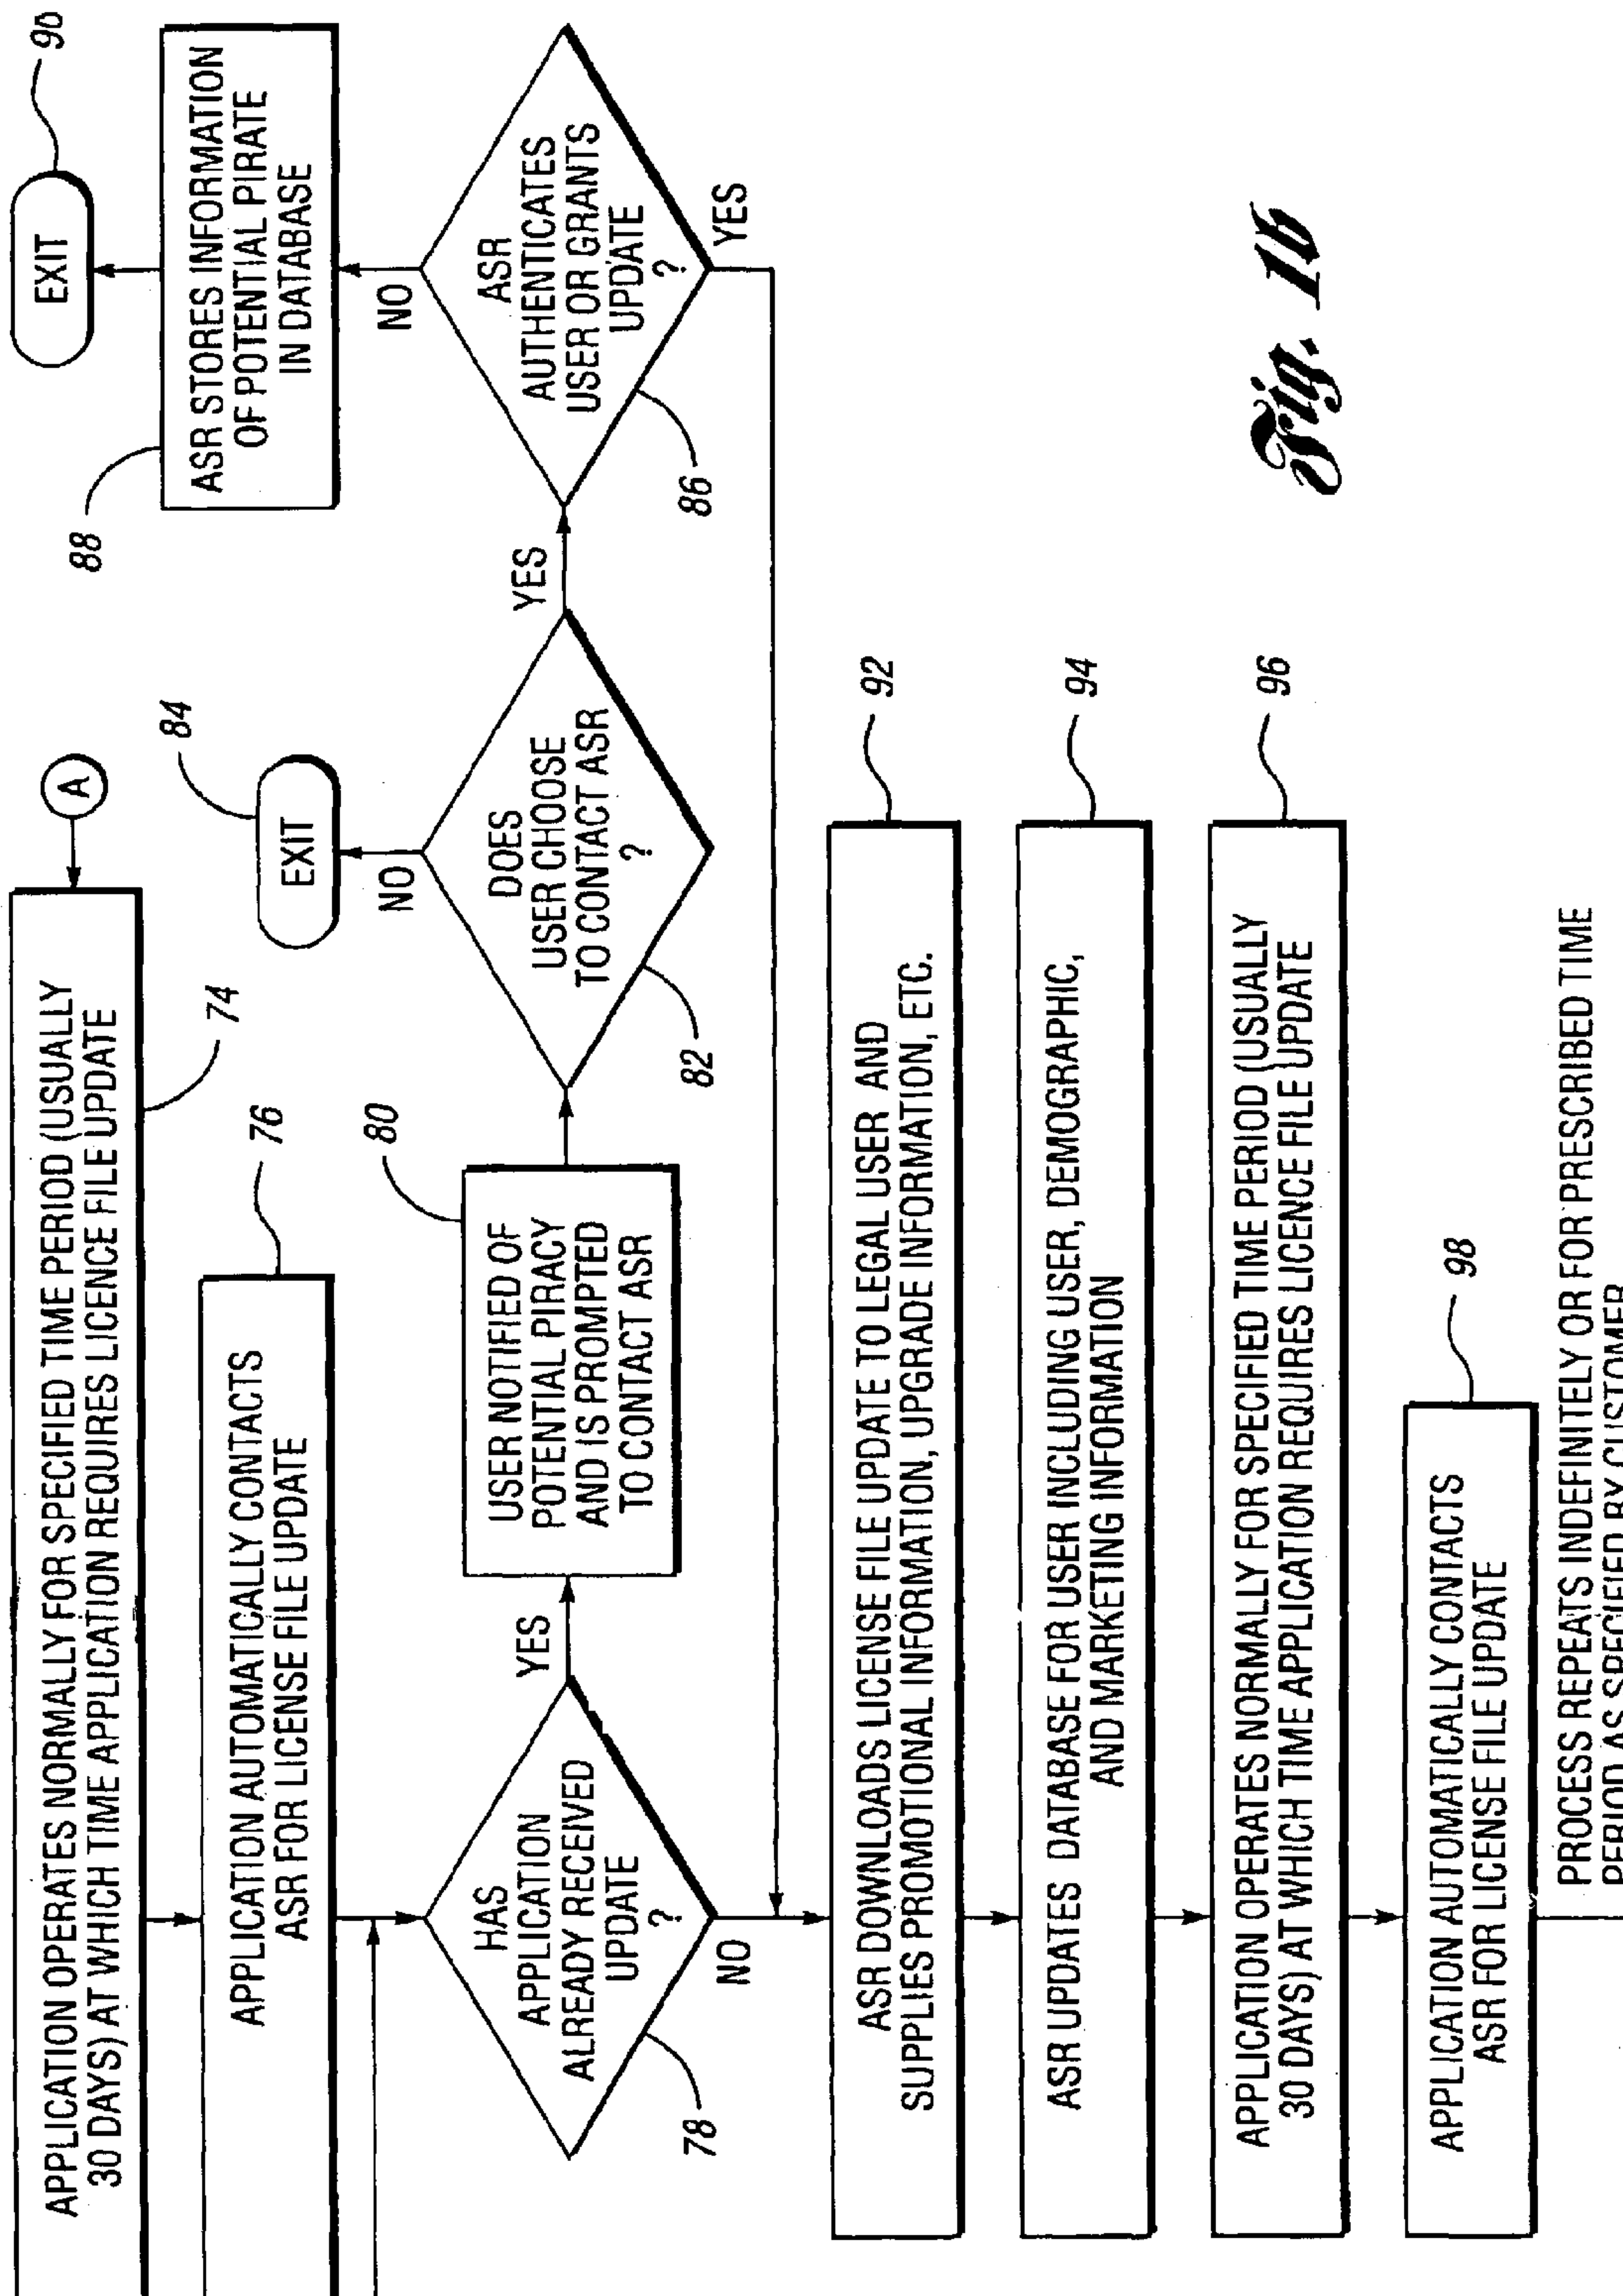 A
APPLICATION OPERATES NORMALLY FOR SPECIFIED TIME PERIOD (USUALLY
30 DAYS) AT WHICH TIME APPLICATION REQUIRES LICENCE FILE UPDATE
74
APPLICATION AUTOMATICALLY CONTACTS
ASR FOR LICENSE FILE UPDATE
76
HAS
APPLICATION
ALREADY RECEIVED
UPDATE
?
78
YES
NO
USER NOTIFIED OF
POTENTIAL PIRACY
AND IS PROMPTED
TO CONTACT ASR
80
DOES
USER CHOOSE
TO CONTACT ASR
?
82
NO
YES
EXIT
84
ASR
AUTHENTICATES
USER OR GRANTS
UPDATE
?
86
NO
YES
ASR STORES INFORMATION
OF POTENTIAL PIRATE
IN DATABASE
88
EXIT
90
ASR DOWNLOADS LICENSE FILE UPDATE TO LEGAL USER AND
SUPPLIES PROMOTIONAL INFORMATION, UPGRADE INFORMATION, ETC.
92
ASR UPDATES DATABASE FOR USER INCLUDING USER, DEMOGRAPHIC,
AND MARKETING INFORMATION
94
APPLICATION OPERATES NORMALLY FOR SPECIFIED TIME PERIOD (USUALLY
30 DAYS) AT WHICH TIME APPLICATION REQUIRES LICENCE FILE UPDATE
96
APPLICATION AUTOMATICALLY CONTACTS
ASR FOR LICENSE FILE UPDATE
98
PROCESS REPEATS INDEFINITELY OR FOR PRESCRIBED TIME
PERIOD AS SPECIFIED BY CUSTOMER
Fig. 1b